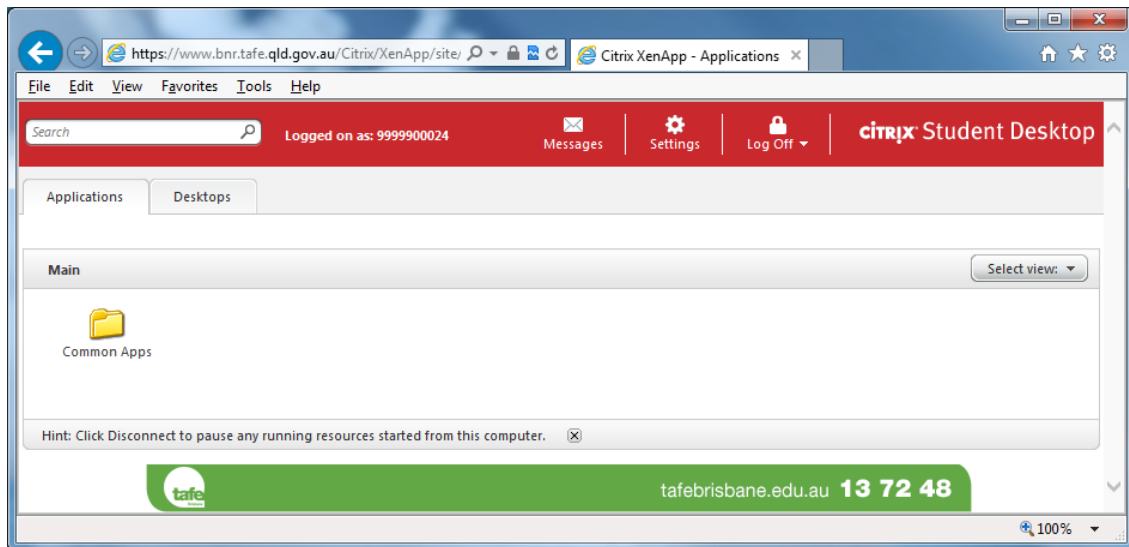 https://www.bnr.tafe.qld.gov.au/Citrix/XenApp/site/
Citrix XenApp - Applications
File Edit View Favorites Tools Help
Search
Logged on as: 9999900024
Messages
Settings
Log Off
CITRIX Student Desktop
Applications
Desktops
Main
Select view:
Common Apps
Hint: Click Disconnect to pause any running resources started from this computer.
tafe
tafebrisbane.edu.au 13 72 48
100%